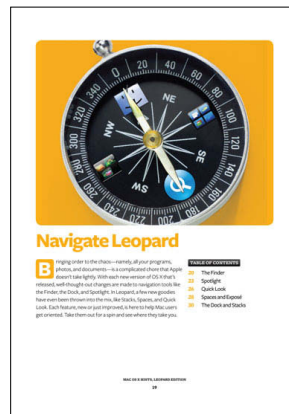 0
20
40
60
80
100
120
140
160
180
200
220
240
260
280
320
340
NE
SE
SW
NW
Navigate Leopard
Bringing order to the chaos—namely, all your programs,
photos, and documents—is a complicated chore that Apple
doesn't take lightly. With each new version of OS X that's
released, well-thought-out changes are made to navigation tools like
the Finder, the Dock, and Spotlight. In Leopard, a few new goodies
have even been thrown into the mix, like Stacks, Spaces, and Quick
Look. Each feature, new or just improved, is here to help Mac users
get oriented. Take them out for a spin and see where they take you.
TABLE OF CONTENTS
The Finder
Spotlight
Quick Look
Spaces and Exposé
The Dock and Stacks
MAC OS X HINTS, LEOPARD EDITION